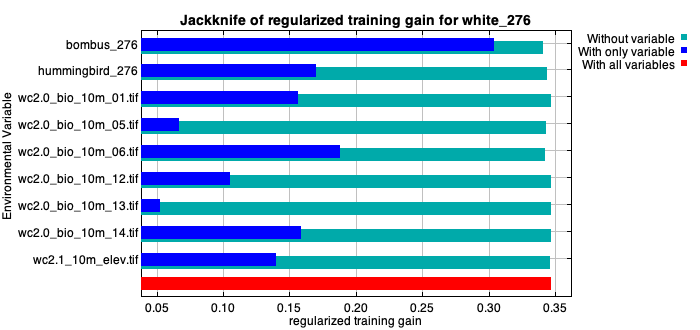 Jackknife of regularized training gain for white_276
Without variable
With only variable
With all variables
Environmental Variable
bombus_276
hummingbird_276
wc2.0_bio_10m_01.tif
wc2.0_bio_10m_05.tif
wc2.0_bio_10m_06.tif
wc2.0_bio_10m_12.tif
wc2.0_bio_10m_13.tif
wc2.0_bio_10m_14.tif
wc2.1_10m_elev.tif
0.05 0.10 0.15 0.20 0.25 0.30 0.35
regularized training gain